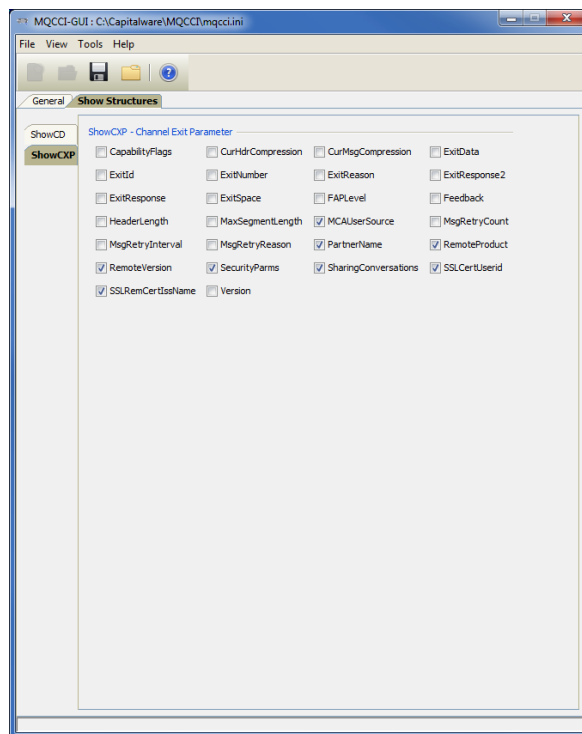 MQCCI-GUI : C:\Capitalware\MQCCI\mqcci.ini
File View Tools Help
General Show Structures
ShowCD
ShowCXP
ShowCXP - Channel Exit Parameter
CapabilityFlags CurHdrCompression CurMsgCompression ExitData
ExitId ExitNumber ExitReason ExitResponse2
ExitResponse ExitSpace FAPLevel Feedback
HeaderLength MaxSegmentLength MCAUserSource MsgRetryCount
MsgRetryInterval MsgRetryReason PartnerName RemoteProduct
RemoteVersion SecurityParms SharingConversations SSLCertUserid
SSLRemCertIssName Version